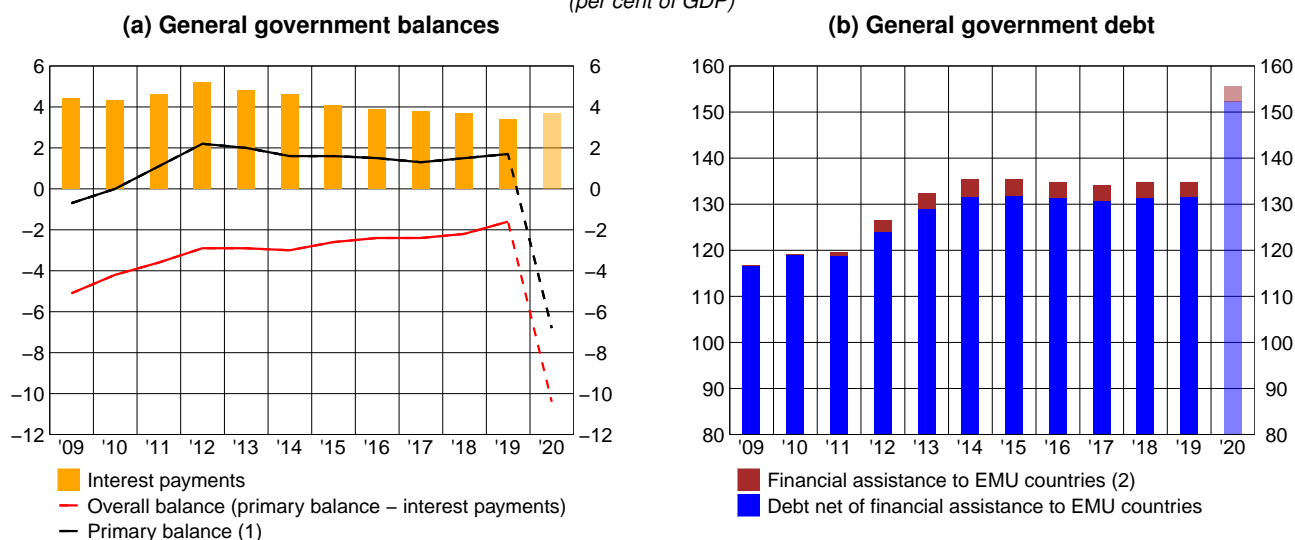 (per cent of GDP)
(a) General government balances
6 6
4 4
2 2
0 0
−2 −2
−4 −4
−6 −6
−8 −8
−10 −10
−12 −12
'09 '10 '11 '12 '13 '14 '15 '16 '17 '18 '19 '20
Interest payments
Overall balance (primary balance − interest payments)
Primary balance (1)
(b) General government debt
160 160
150 150
140 140
130 130
120 120
110 110
100 100
90 90
80 80
'09 '10 '11 '12 '13 '14 '15 '16 '17 '18 '19 '20
Financial assistance to EMU countries (2)
Debt net of financial assistance to EMU countries